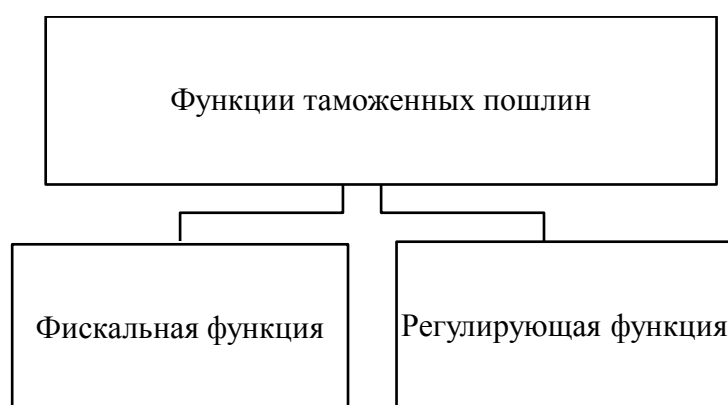 Функции таможенных пошлин
Фискальная функция
Регулирующая функция